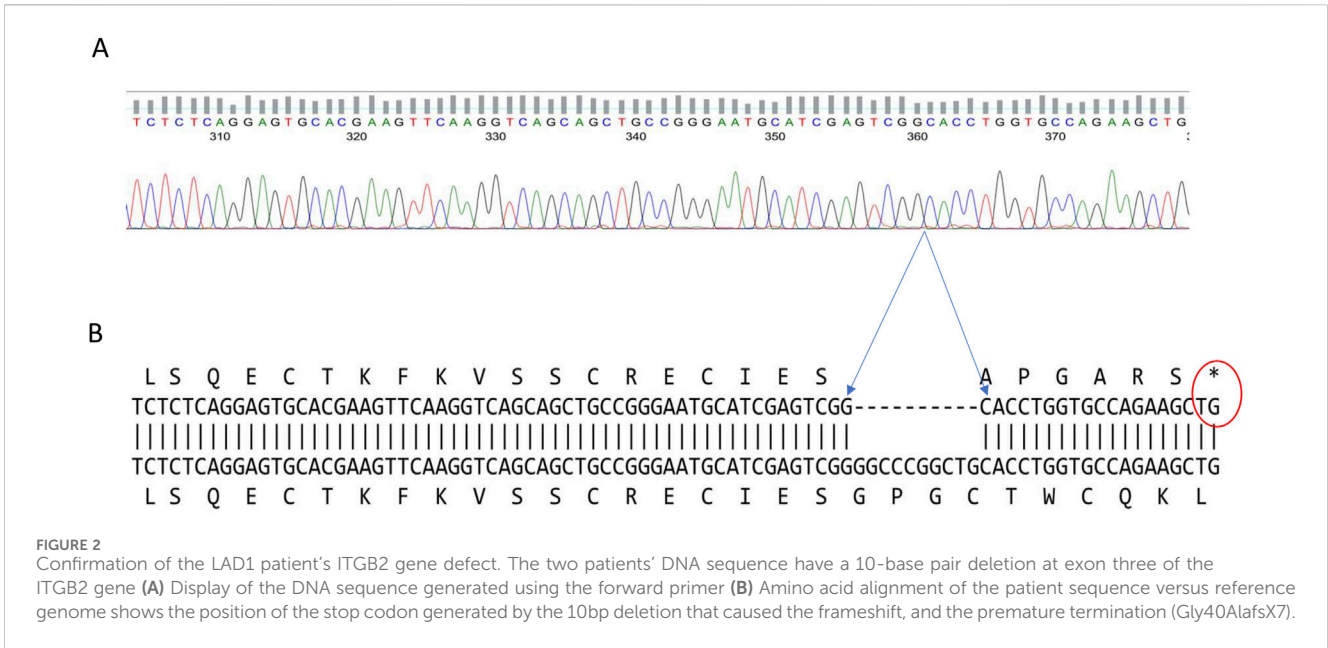 A
TCTCTCAGGAGTGCACGAAGTTCAAGGTCAGCAGCTGCCGGGAATGCATCGAGTCGGCACCTGGTGCCAGAAGCTG
310 320 330 340 350 360 370
B
L S Q E C T K F K V S S C R E C I E S A P G A R S *
TCTCTCAGGAGTGCACGAAGTTCAAGGTCAGCAGCTGCCGGGAATGCATCGAGTCGG----------CACCTGGTGCCAGAAGCTG
TCTCTCAGGAGTGCACGAAGTTCAAGGTCAGCAGCTGCCGGGAATGCATCGAGTCGGGGCCCGGCTGCACCTGGTGCCAGAAGCTG
L S Q E C T K F K V S S C R E C I E S G P G C T W C Q K L
FIGURE 2
Confirmation of the LAD1 patient's ITGB2 gene defect. The two patients' DNA sequence have a 10-base pair deletion at exon three of the
ITGB2 gene (A) Display of the DNA sequence generated using the forward primer (B) Amino acid alignment of the patient sequence versus reference
genome shows the position of the stop codon generated by the 10bp deletion that caused the frameshift, and the premature termination (Gly40AlafsX7).